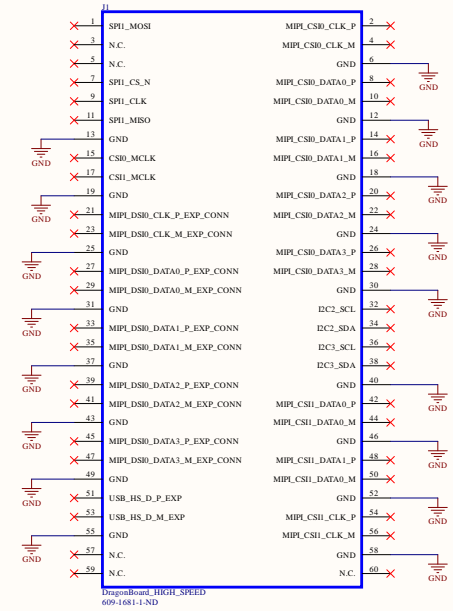 J1
1 SPI1_MOSI MIPI_CSI0_CLK_P 2
3 N.C. MIPI_CSI0_CLK_M 4
5 N.C. GND 6
GND
7 SPI1_CS_N MIPI_CSI0_DATA0_P 8
9 SPI1_CLK MIPI_CSI0_DATA0_M 10
11 SPI1_MISO GND 12
GND
13 GND MIPI_CSI0_DATA1_P 14
GND
15 CSI0_MCLK MIPI_CSI0_DATA1_M 16
17 CSI1_MCLK GND 18
GND
19 GND MIPI_CSI0_DATA2_P 20
GND
21 MIPI_DSI0_CLK_P_EXP_CONN MIPI_CSI0_DATA2_M 22
23 MIPI_DSI0_CLK_M_EXP_CONN GND 24
GND
25 GND MIPI_CSI0_DATA3_P 26
GND
27 MIPI_DSI0_DATA0_P_EXP_CONN MIPI_CSI0_DATA3_M 28
29 MIPI_DSI0_DATA0_M_EXP_CONN GND 30
GND
31 GND I2C2_SCL 32
GND
33 MIPI_DSI0_DATA1_P_EXP_CONN I2C2_SDA 34
35 MIPI_DSI0_DATA1_M_EXP_CONN I2C3_SCL 36
37 GND I2C3_SDA 38
GND
39 MIPI_DSI0_DATA2_P_EXP_CONN GND 40
GND
41 MIPI_DSI0_DATA2_M_EXP_CONN MIPI_CSI1_DATA0_P 42
43 GND MIPI_CSI1_DATA0_M 44
GND
45 MIPI_DSI0_DATA3_P_EXP_CONN GND 46
GND
47 MIPI_DSI0_DATA3_M_EXP_CONN MIPI_CSI1_DATA1_P 48
49 GND MIPI_CSI1_DATA0_M 50
GND
51 USB_HS_D_P_EXP GND 52
GND
53 USB_HS_D_M_EXP MIPI_CSI1_CLK_P 54
55 GND MIPI_CSI1_CLK_M 56
GND
57 N.C. GND 58
GND
59 N.C. N.C. 60
DragonBoard_HIGH_SPEED
609-1681-1-ND